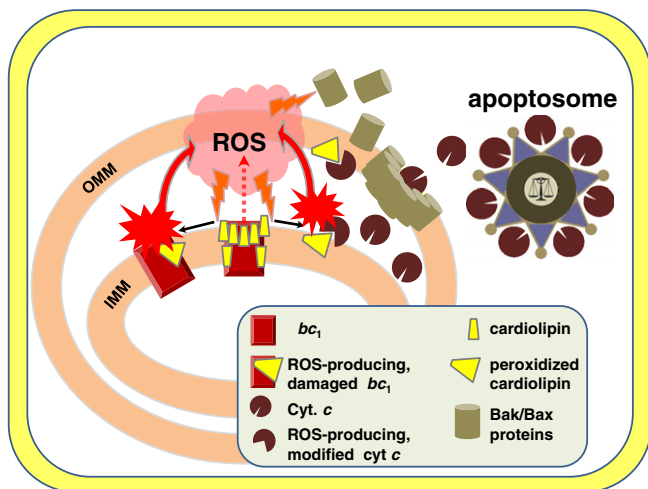 apoptosome
ROS
OMM
IMM
bc₁
cardiolipin
ROS-producing,
damaged bc₁
peroxidized
cardiolipin
Cyt. c
Bak/Bax
proteins
ROS-producing,
modified cyt c